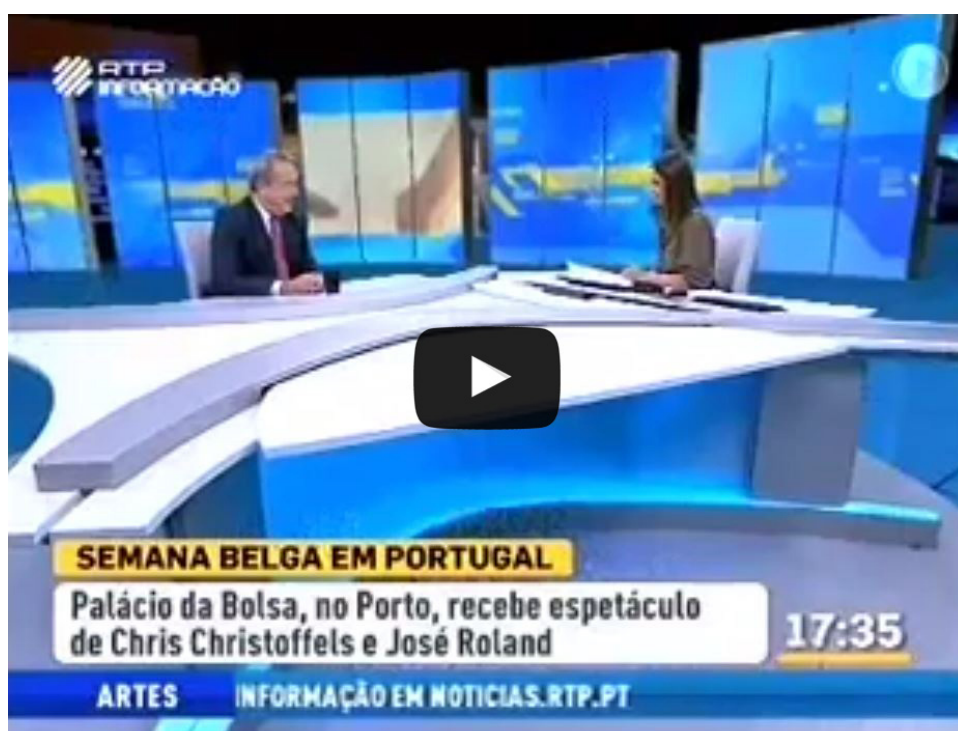 RTP
INFORMAÇÃO
SEMANA BELGA EM PORTUGAL
Palácio da Bolsa, no Porto, recebe espetáculo
de Chris Christoffels e José Roland
17:35
ARTES INFORMAÇÃO EM NOTICIAS.RTP.PT